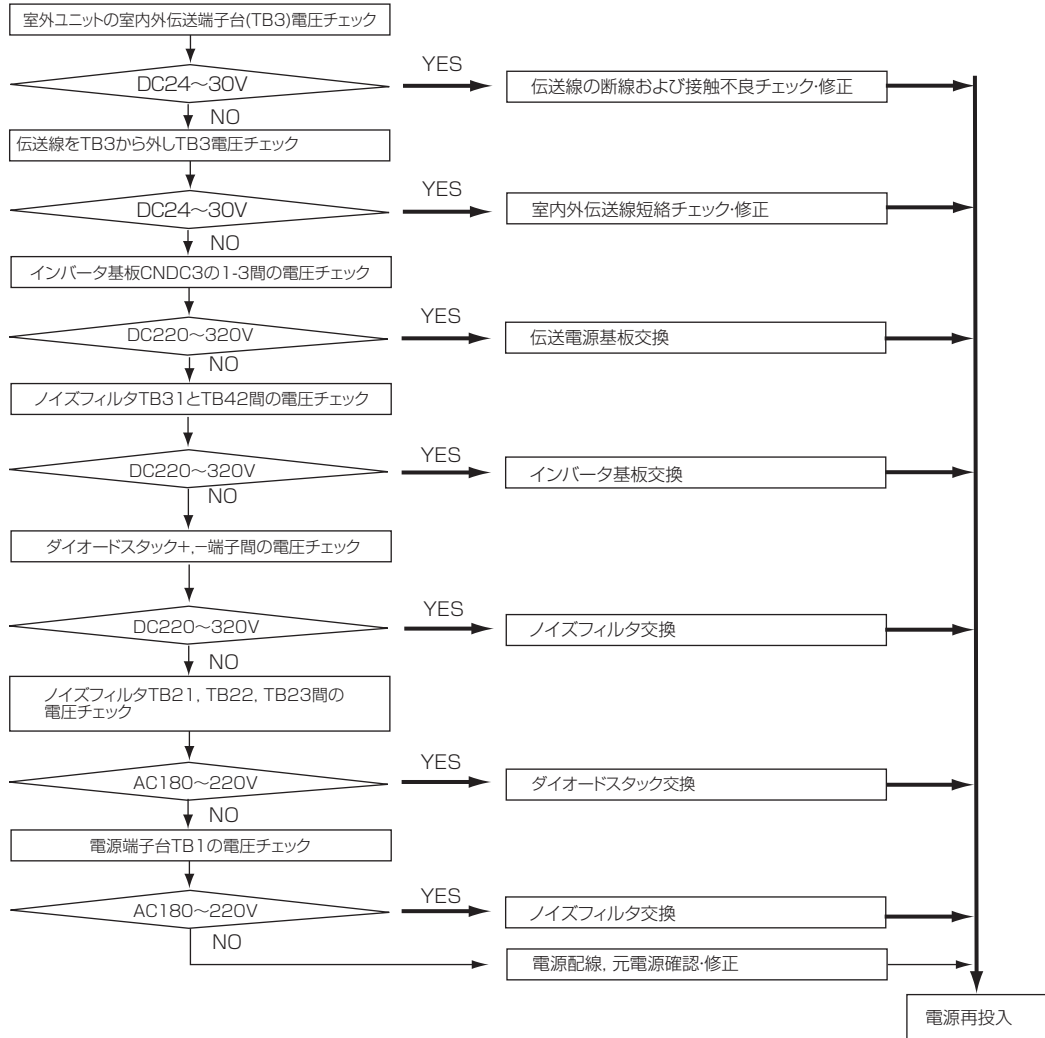 室外ユニットの室内外伝送端子台(TB3)電圧チェック
DC24～30V
YES
伝送線の断線および接触不良チェック·修正
NO
伝送線をTB3から外しTB3電圧チェック
DC24～30V
YES
室内外伝送線短絡チェック·修正
NO
インバータ基板CNDC3の1-3間の電圧チェック
DC220～320V
YES
伝送電源基板交換
NO
ノイズフィルタTB31とTB42間の電圧チェック
DC220～320V
YES
インバータ基板交換
NO
ダイオードスタック+,−端子間の電圧チェック
DC220～320V
YES
ノイズフィルタ交換
NO
ノイズフィルタTB21, TB22, TB23間の
電圧チェック
AC180～220V
YES
ダイオードスタック交換
NO
電源端子台TB1の電圧チェック
AC180～220V
YES
ノイズフィルタ交換
NO
電源配線, 元電源確認·修正
電源再投入